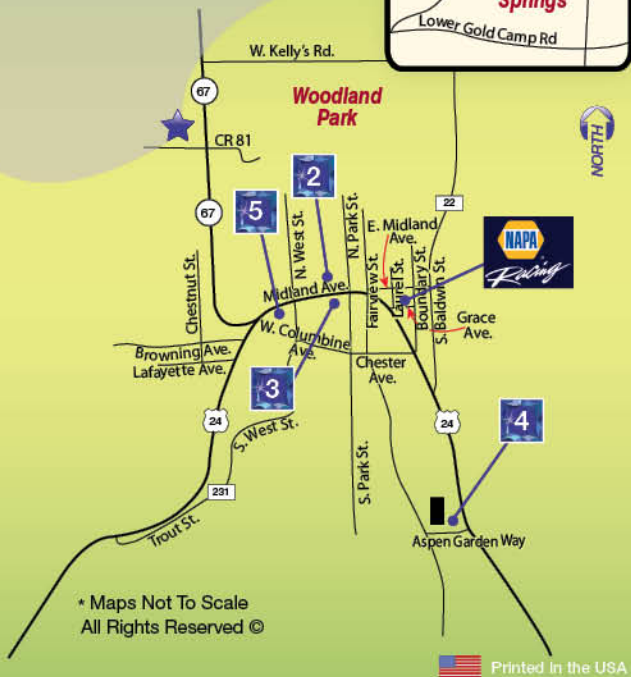 Springs
Lower Gold Camp Rd
W. Kelly's Rd.
67
Woodland
Park
CR 81
NORTH
2
5
67
22
N. West St.
N. Park St.
E. Midland
Ave.
NAPA
Racing
Chestnut St.
Midland Ave.
Fairview St.
Laurel St.
Boundary St.
S. Baldwin St.
Grace
Ave.
W. Columbine
Ave.
Browning Ave.
Lafayette Ave.
Chester
Ave.
3
24
24
4
S. West St.
S. Park St.
231
Trout St.
Aspen Garden Way
* Maps Not To Scale
All Rights Reserved ©
Printed in the USA